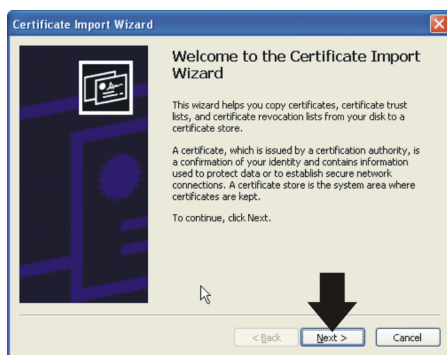 Certificate Import Wizard
Welcome to the Certificate Import
Wizard
This wizard helps you copy certificates, certificate trust
lists, and certificate revocation lists from your disk to a
certificate store.
A certificate, which is issued by a certification authority, is
a confirmation of your identity and contains information
used to protect data or to establish secure network
connections. A certificate store is the system area where
certificates are kept.
To continue, click Next.
< Back Next > Cancel